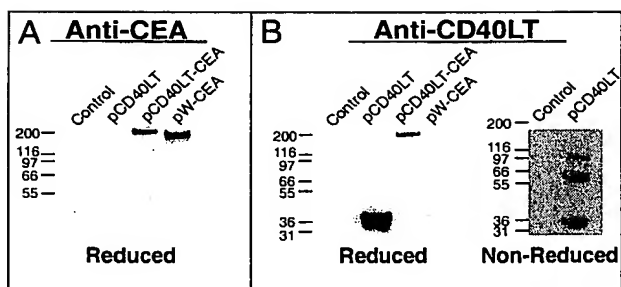 A Anti-CEA
Control
pCD40LT
pCD40LT-CEA
pW-CEA
200
116
97
66
55
Reduced
B Anti-CD40LT
Control
pCD40LT
pCD40LT-CEA
pW-CEA
200
116
97
66
55
36
31
Reduced
Control
pCD40LT
200
116
97
66
55
36
31
Non-Reduced